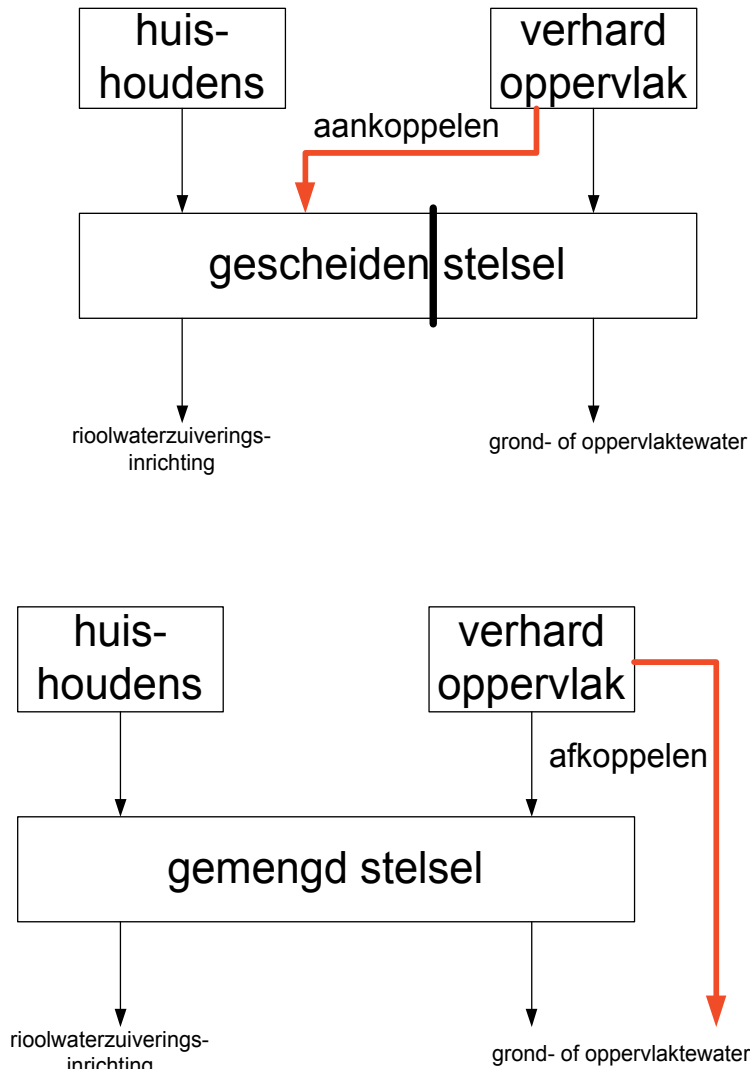 huis-
houdens
verhard
oppervlak
aankoppelen
gescheiden stelsel
rioolwaterzuiverings-
inrichting
grond- of oppervlaktewater
huis-
houdens
verhard
oppervlak
afkoppelen
gemengd stelsel
rioolwaterzuiverings-
inrichting
grond- of oppervlaktewater